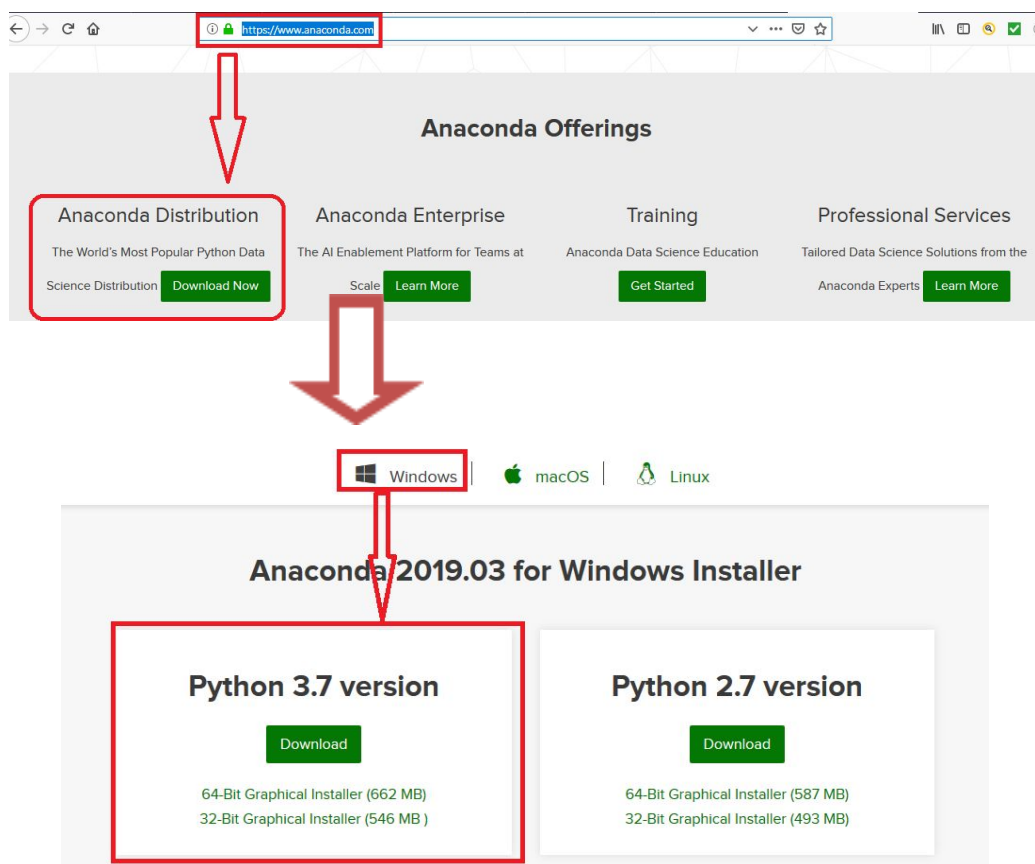 https://www.anaconda.com
Anaconda Offerings
Anaconda Distribution
The World's Most Popular Python Data
Science Distribution Download Now
Anaconda Enterprise
The AI Enablement Platform for Teams at
Scale Learn More
Training
Anaconda Data Science Education
Get Started
Professional Services
Tailored Data Science Solutions from the
Anaconda Experts Learn More
Windows
macOS
Linux
Anaconda 2019.03 for Windows Installer
Python 3.7 version
Download
64-Bit Graphical Installer (662 MB)
32-Bit Graphical Installer (546 MB )
Python 2.7 version
Download
64-Bit Graphical Installer (587 MB)
32-Bit Graphical Installer (493 MB)